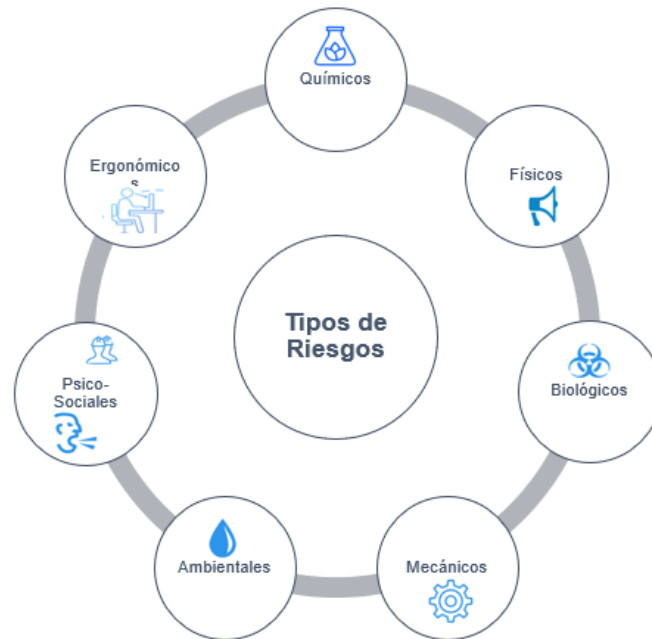 Químicos
Físicos
Biológicos
Mecánicos
Ambientales
Psico-
Sociales
Ergonómico
s
Tipos de
Riesgos